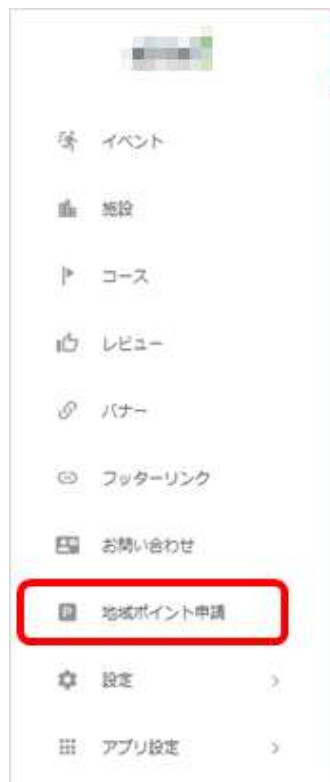 イベント
施設
コース
レビュー
バナー
フッターリンク
お問い合わせ
地域ポイント申請
設定
アプリ設定